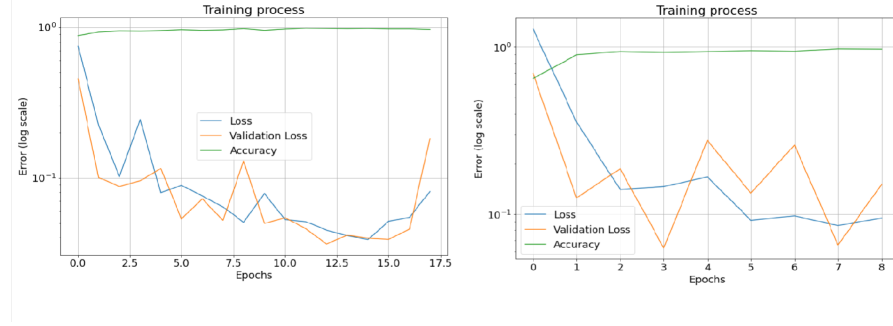 Training process
10⁰
10⁻¹
Error (log scale)
Loss
Validation Loss
Accuracy
0.0 2.5 5.0 7.5 10.0 12.5 15.0 17.5
Epochs
Training process
10⁰
10⁻¹
Error (log scale)
Loss
Validation Loss
Accuracy
0 1 2 3 4 5 6 7 8
Epochs